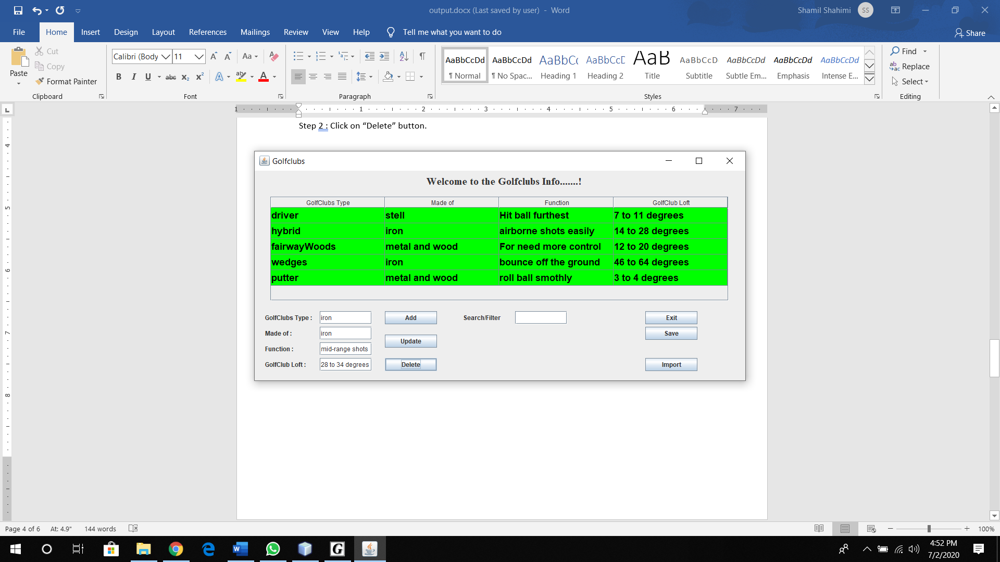 output.docx (Last saved by user) - Word
Shamil Shahimi
SS
File Home Insert Design Layout References Mailings Review View Help Tell me what you want to do
Share
Paste
Cut
Copy
Format Painter
Clipboard
Calibri (Body
11
Font
Paragraph
AaBbCcDd AaBbCcDd AaBbCc AaBbCcE AaB AaBbCcD AaBbCcDd AaBbCcDd AaBbCcDd
¶ Normal ¶ No Spac... Heading 1 Heading 2 Title Subtitle Subtle Em... Emphasis Intense E...
Styles
Find
Replace
Select
Editing
1 1 2 3 4 5 6 7
Step 2 : Click on “Delete” button.
Golfclubs
Welcome to the Golfclubs Info.......!
GolfClubs Type Made of Function GolfClub Loft
driver stell Hit ball furthest 7 to 11 degrees
hybrid iron airborne shots easily 14 to 28 degrees
fairwayWoods metal and wood For need more control 12 to 20 degrees
wedges iron bounce off the ground 46 to 64 degrees
putter metal and wood roll ball smothly 3 to 4 degrees
GolfClubs Type : iron Add Search/Filter Exit
Made of : iron Save
Update
Function : mid-range shots
GolfClub Loft : 28 to 34 degrees Delete Import
4
5
6
7
8
Page 4 of 6 At: 4.9" 144 words
100%
4:52 PM
7/2/2020